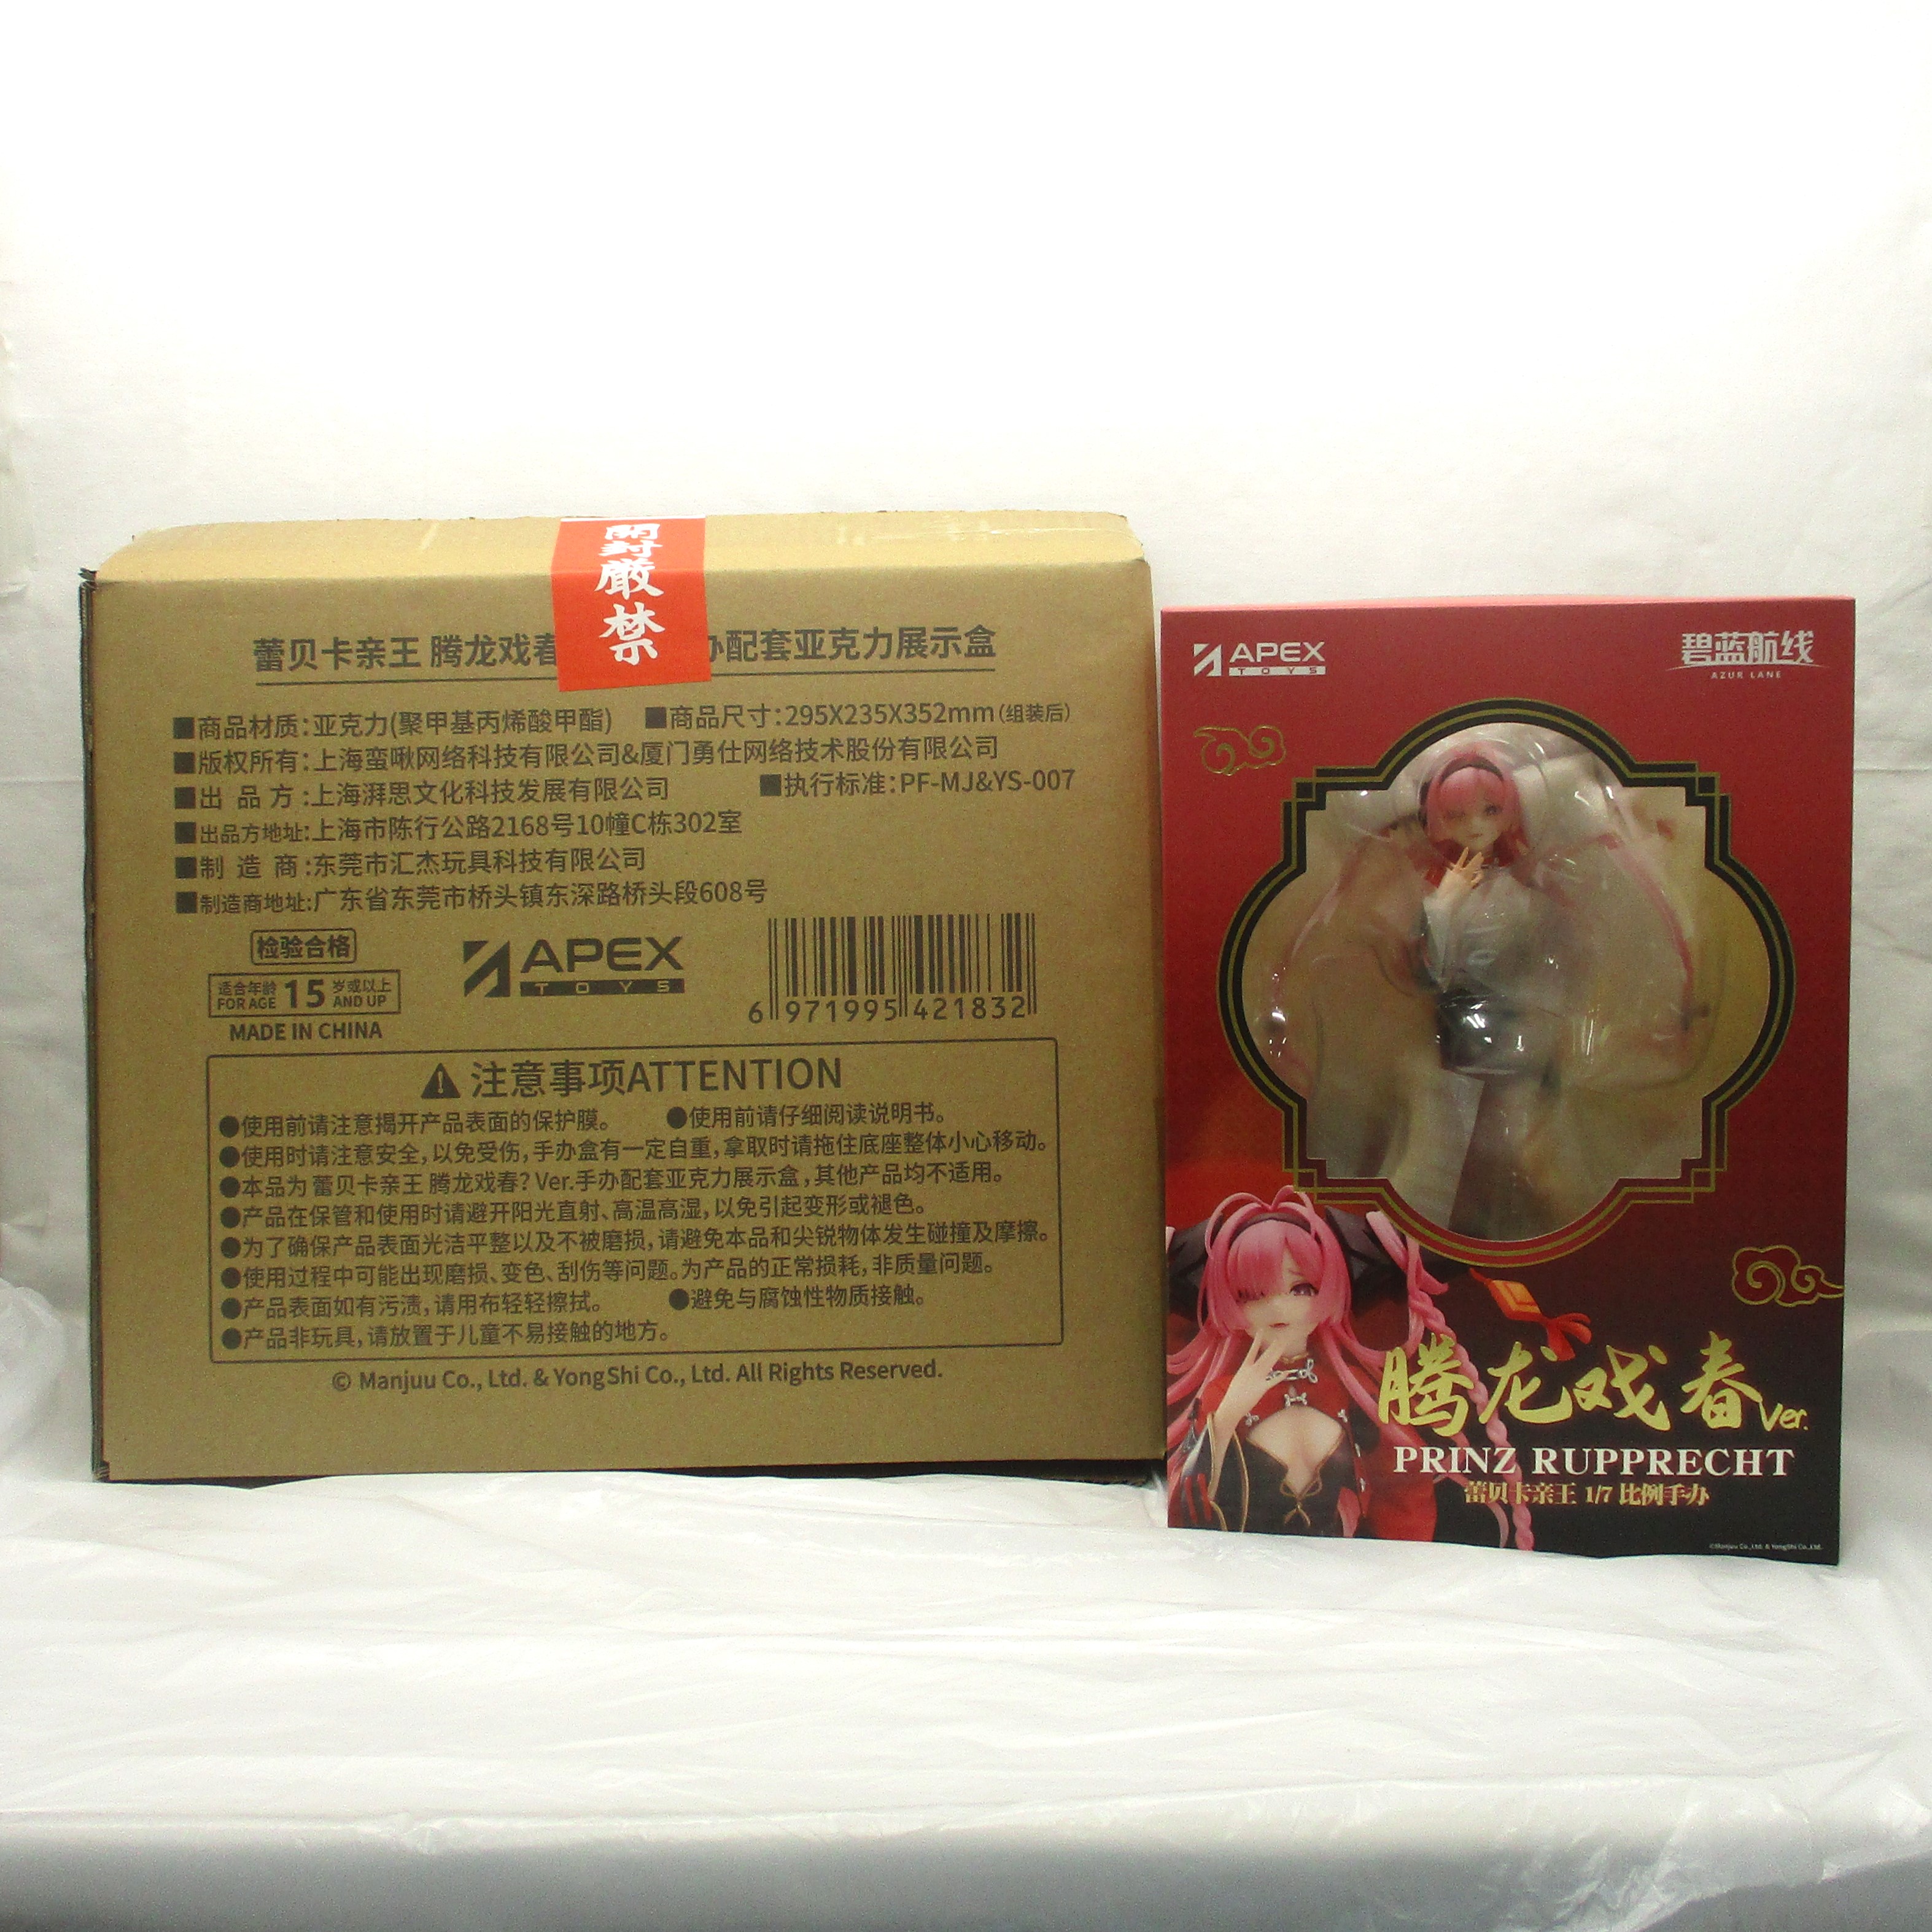 開封厳禁
蕾贝卡亲王 腾龙戏春 办配套亚克力展示盒
■商品材质:亚克力(聚甲基丙烯酸甲酯) ■商品尺寸:295X235X352mm(组装后)
■版权所有:上海蛮啾网络科技有限公司&厦门勇仕网络技术股份有限公司
■出 品 方:上海湃思文化科技发展有限公司 ■执行标准:PF-MJ&YS-007
■出品方地址:上海市陈行公路2168号10幢C栋302室
■制 造 商:东莞市汇杰玩具科技有限公司
■制造商地址:广东省东莞市桥头镇东深路桥头段608号
检验合格
适合年龄 15 岁或以上
FOR AGE AND UP
MADE IN CHINA
APEX
TOYS
6 971995 421832
注意事项ATTENTION
●使用前请注意揭开产品表面的保护膜。 ●使用前请仔细阅读说明书。
●使用时请注意安全,以免受伤,手办盒有一定自重,拿取时请拖住底座整体小心移动。
●本品为 蕾贝卡亲王 腾龙戏春? Ver.手办配套亚克力展示盒,其他产品均不适用。
●产品在保管和使用时请避开阳光直射、高温高湿,以免引起变形或褪色。
●为了确保产品表面光洁平整以及不被磨损,请避免本品和尖锐物体发生碰撞及摩擦。
●使用过程中可能出现磨损、变色、刮伤等问题。为产品的正常损耗,非质量问题。
●产品表面如有污渍,请用布轻轻擦拭。 ●避免与腐蚀性物质接触。
●产品非玩具,请放置于儿童不易接触的地方。
© Manjuu Co., Ltd. & YongShi Co., Ltd. All Rights Reserved.
APEX
TOYS
碧蓝航线
AZUR LANE
腾龙戏春 Ver.
PRINZ RUPPRECHT
蕾贝卡亲王 1/7 比例手办
©Manjuu Co.,Ltd. & YongShi Co.,Ltd.